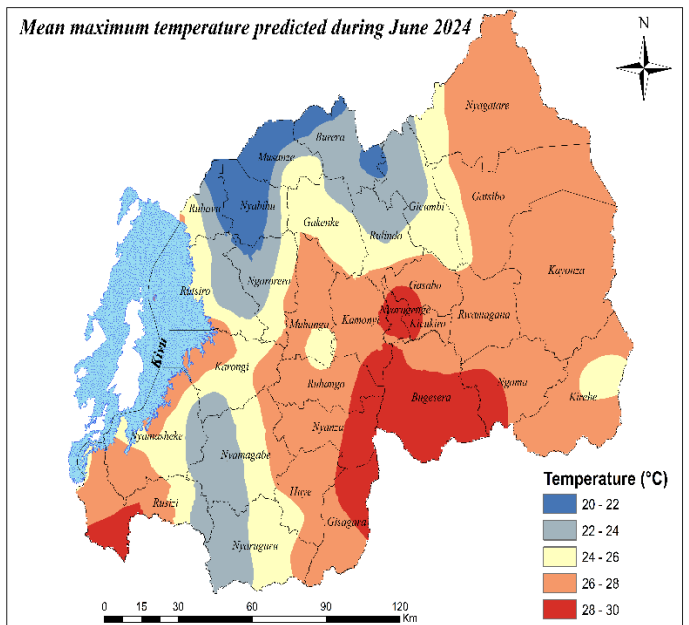 Mean maximum temperature predicted during June 2024
N
Nyagatare
Burera
Musanze
Gatsibo
Rubavu
Nyabihu
Gicumbi
Gakenke
Rulindo
Kayonza
Ngororero
Rutsiro
Gasabo
Nyarugenge
Rwamagana
Muhanga
Kamonyi
Kicukiro
Kivu
Karongi
Ruhango
Ngoma
Bugesera
Kirehe
Nyanza
Nyamasheke
Nyamagabe
Rusizi
Huye
Gisagara
Nyaruguru
Temperature (°C)
20 - 22
22 - 24
24 - 26
26 - 28
28 - 30
0 15 30 60 90 120
Km